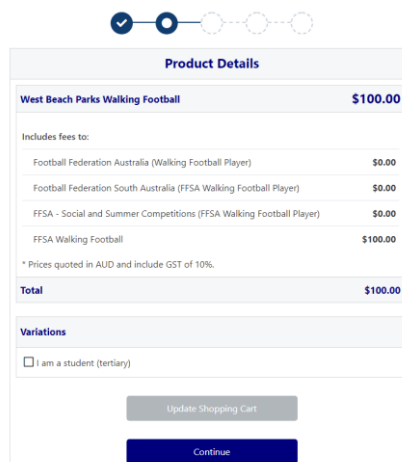 Product Details
West Beach Parks Walking Football $100.00
Includes fees to:
Football Federation Australia (Walking Football Player) $0.00
Football Federation South Australia (FFSA Walking Football Player) $0.00
FFSA - Social and Summer Competitions (FFSA Walking Football Player) $0.00
FFSA Walking Football $100.00
* Prices quoted in AUD and include GST of 10%.
Total $100.00
Variations
I am a student (tertiary)
Update Shopping Cart
Continue